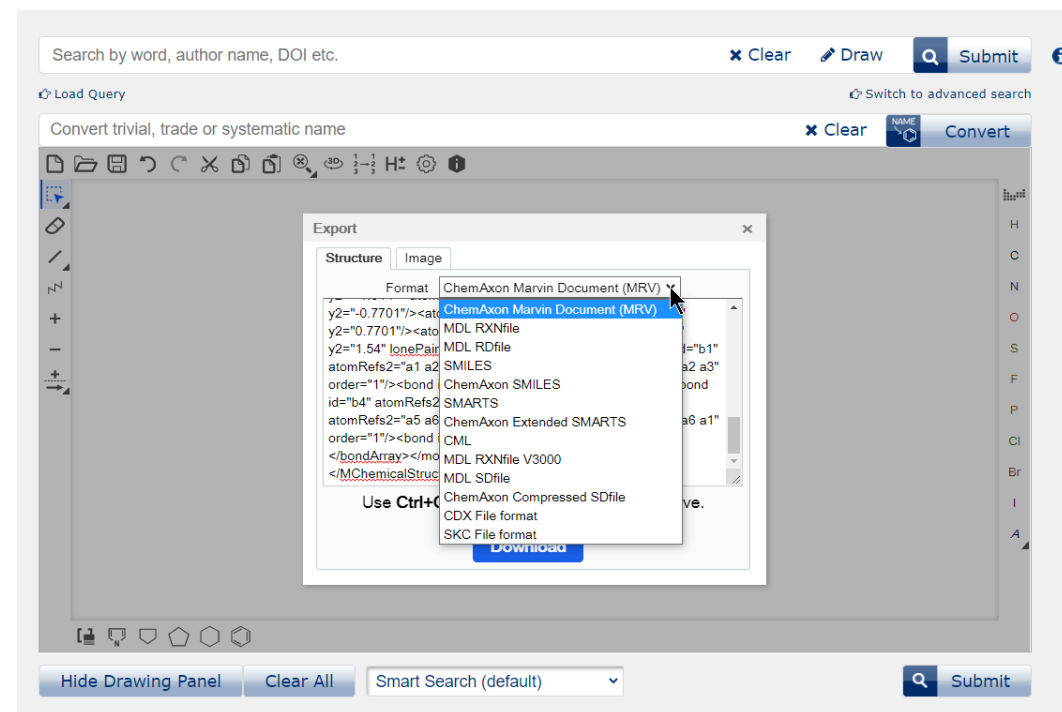 Search by word, author name, DOI etc.
Clear
Draw
Submit
Load Query
Switch to advanced search
Convert trivial, trade or systematic name
Clear
NAME
Convert
3D
H±
Export
Structure
Image
Format
ChemAxon Marvin Document (MRV)
y2="-0.7701"/><ato
y2="0.7701"/><ato
y2="1.54" lonePair
d="b1"
atomRefs2="a1 a2
a2 a3"
order="1"/><bond i
bond
id="b4" atomRefs2
atomRefs2="a5 a6
a6 a1"
order="1"/><bond i
</bondArray></mo
</MChemicalStruc
ChemAxon Marvin Document (MRV)
MDL RXNfile
MDL RDfile
SMILES
ChemAxon SMILES
SMARTS
ChemAxon Extended SMARTS
CML
MDL RXNfile V3000
MDL SDfile
ChemAxon Compressed SDfile
CDX File format
SKC File format
Use Ctrl+C
ve.
Download
H
C
N
O
S
F
P
Cl
Br
I
A
N
Hide Drawing Panel
Clear All
Smart Search (default)
Submit